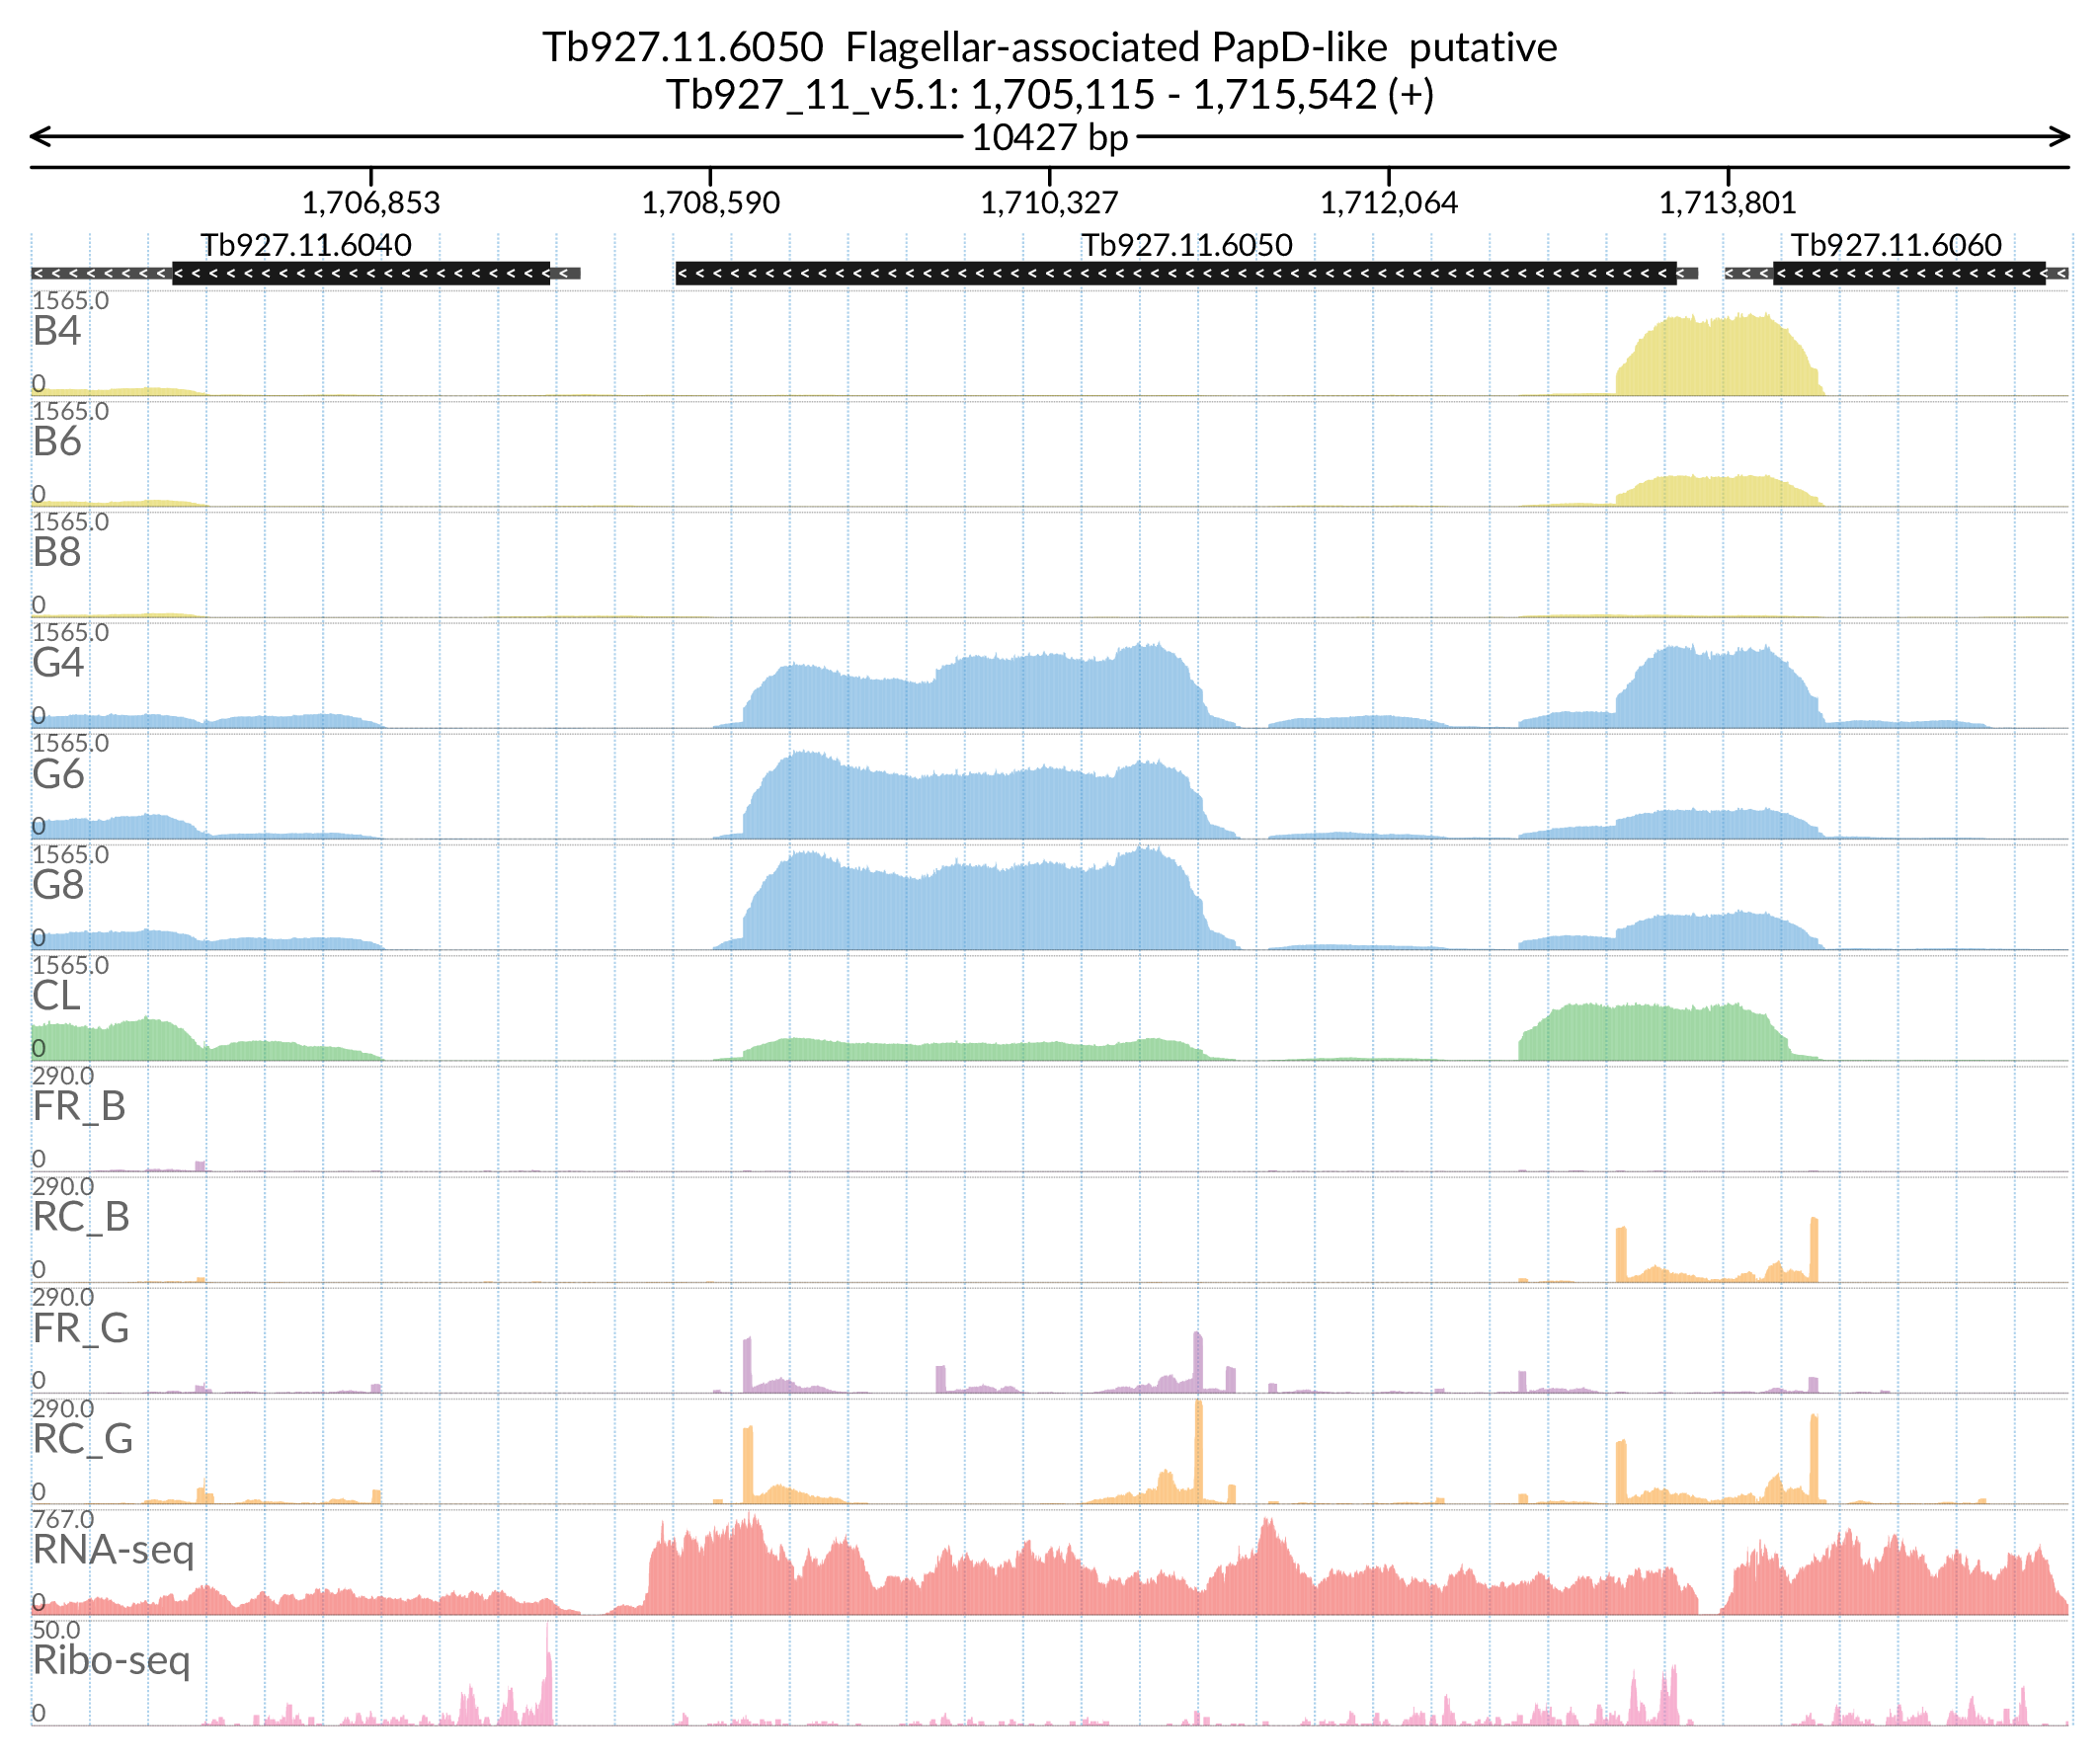 Tb927.11.6050  Flagellar-associated PapD-like  putative
Tb927_11_v5.1: 1,705,115 - 1,715,542 (+)
10427 bp
1,706,853 1,708,590 1,710,327 1,712,064 1,713,801
Tb927.11.6040 Tb927.11.6050 Tb927.11.6060
1565.0
B4
0
1565.0
B6
0
1565.0
B8
0
1565.0
G4
0
1565.0
G6
0
1565.0
G8
0
1565.0
CL
0
290.0
FR_B
0
290.0
RC_B
0
290.0
FR_G
0
290.0
RC_G
0
767.0
RNA-seq
0
50.0
Ribo-seq
0